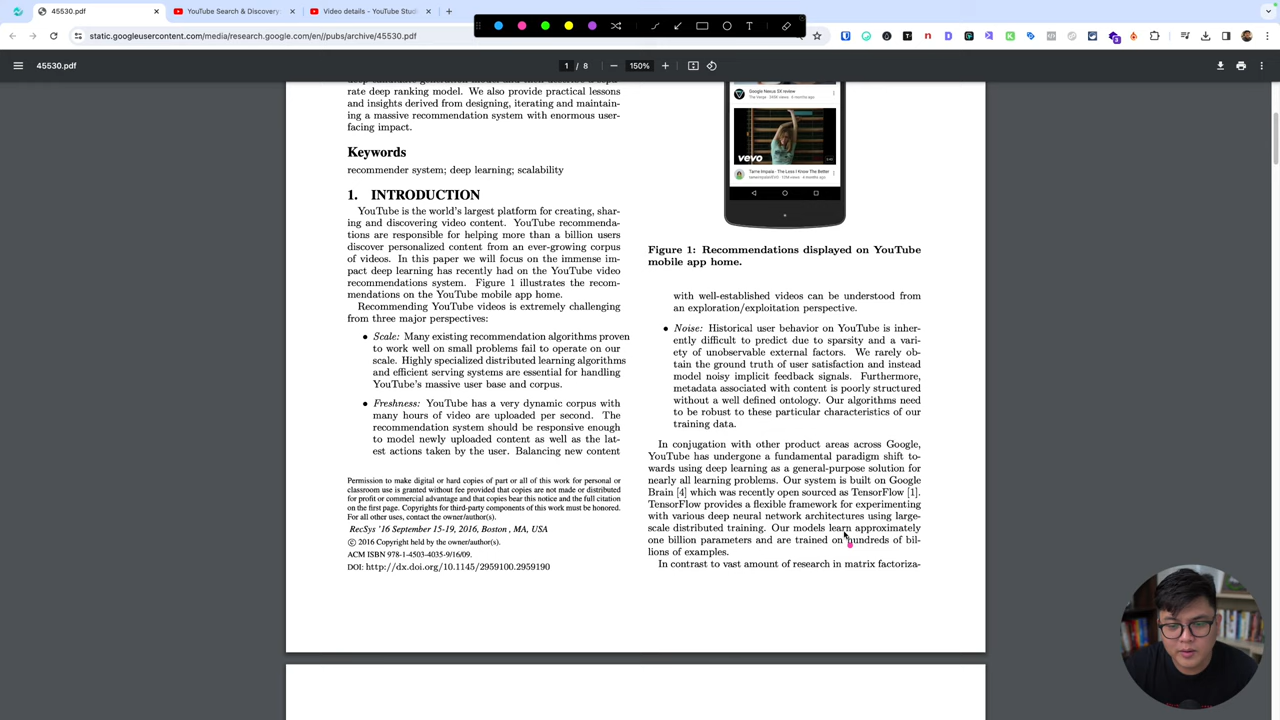 45530.pdf
YouTube Search & Discovery
Video details - YouTube Stud
static.googleusercontent.com/media/research.google.com/en//pubs/archive/45530.pdf
45530.pdf
1 / 8
150%
rate deep ranking model. We also provide practical lessons
and insights derived from designing, iterating and maintain-
ing a massive recommendation system with enormous user-
facing impact.
Keywords
recommender system; deep learning; scalability
1. INTRODUCTION
YouTube is the world's largest platform for creating, shar-
ing and discovering video content. YouTube recommenda-
tions are responsible for helping more than a billion users
discover personalized content from an ever-growing corpus
of videos. In this paper we will focus on the immense im-
pact deep learning has recently had on the YouTube video
recommendations system. Figure 1 illustrates the recom-
mendations on the YouTube mobile app home.
Recommending YouTube videos is extremely challenging
from three major perspectives:
• Scale: Many existing recommendation algorithms proven
to work well on small problems fail to operate on our
scale. Highly specialized distributed learning algorithms
and efficient serving systems are essential for handling
YouTube's massive user base and corpus.
• Freshness: YouTube has a very dynamic corpus with
many hours of video are uploaded per second. The
recommendation system should be responsive enough
to model newly uploaded content as well as the lat-
est actions taken by the user. Balancing new content
Permission to make digital or hard copies of part or all of this work for personal or
classroom use is granted without fee provided that copies are not made or distributed
for profit or commercial advantage and that copies bear this notice and the full citation
on the first page. Copyrights for third-party components of this work must be honored.
For all other uses, contact the owner/author(s).
RecSys '16 September 15-19, 2016, Boston , MA, USA
© 2016 Copyright held by the owner/author(s).
ACM ISBN 978-1-4503-4035-9/16/09.
DOI: http://dx.doi.org/10.1145/2959100.2959190
Google Nexus 5X review
vevo
Tame Impala - The Less I Know The Better
Figure 1: Recommendations displayed on YouTube
mobile app home.
with well-established videos can be understood from
an exploration/exploitation perspective.
• Noise: Historical user behavior on YouTube is inher-
ently difficult to predict due to sparsity and a vari-
ety of unobservable external factors. We rarely ob-
tain the ground truth of user satisfaction and instead
model noisy implicit feedback signals. Furthermore,
metadata associated with content is poorly structured
without a well defined ontology. Our algorithms need
to be robust to these particular characteristics of our
training data.
In conjugation with other product areas across Google,
YouTube has undergone a fundamental paradigm shift to-
wards using deep learning as a general-purpose solution for
nearly all learning problems. Our system is built on Google
Brain [4] which was recently open sourced as TensorFlow [1].
TensorFlow provides a flexible framework for experimenting
with various deep neural network architectures using large-
scale distributed training. Our models learn approximately
one billion parameters and are trained on hundreds of bil-
lions of examples.
In contrast to vast amount of research in matrix factoriza-